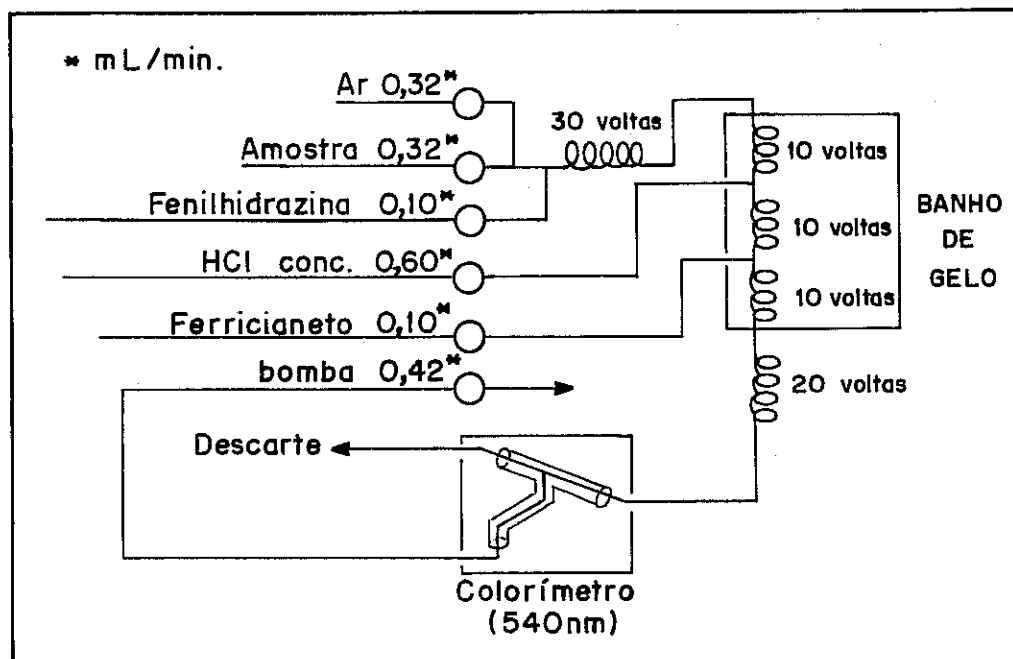 * mL/min.
Ar 0,32*
Amostra 0,32*
Fenilhidrazina 0,10*
HCl conc. 0,60*
Ferricianeto 0,10*
bomba 0,42*
30 voltas
10 voltas
10 voltas
10 voltas
BANHO
DE
GELO
20 voltas
Descarte
Colorímetro
(540nm)